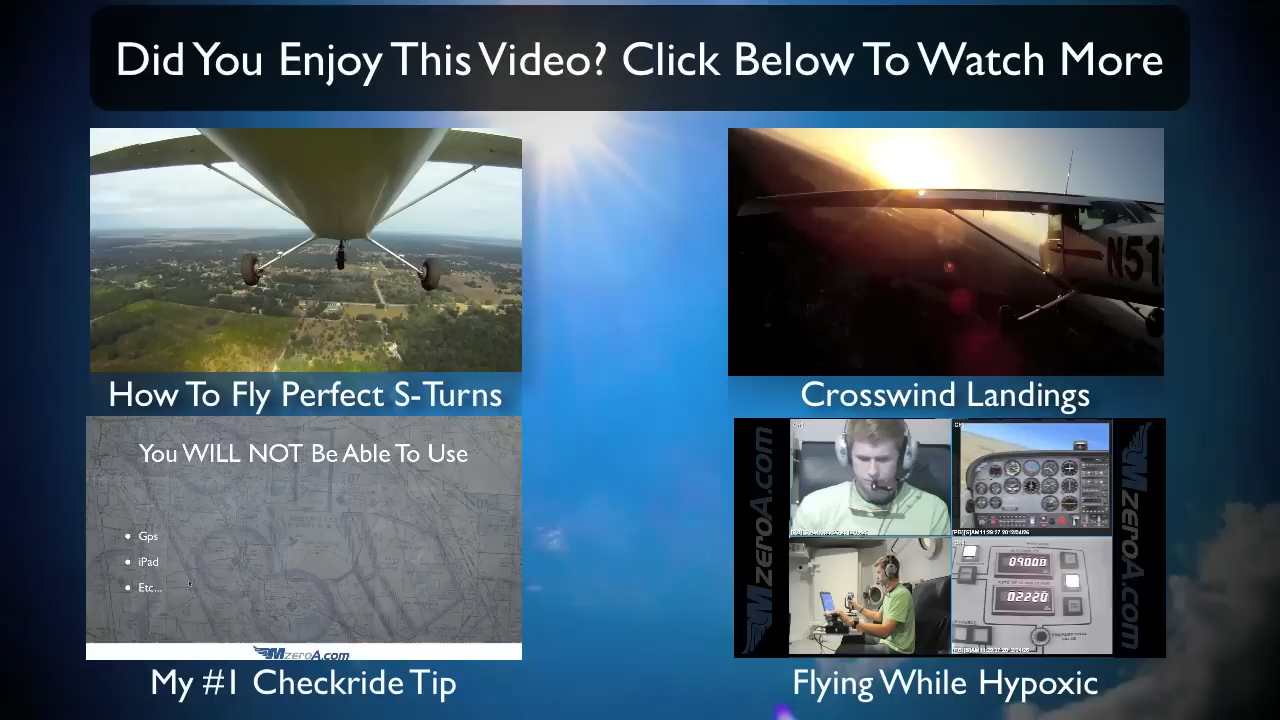 Did You Enjoy This Video? Click Below To Watch More
N51
How To Fly Perfect S-Turns
Crosswind Landings
You WILL NOT Be Able To Use
• Gps
• iPad
• Etc...
MzeroA.com
MzeroA.com
MzeroA.com
09000
02220
PROPORTIONAL
VALVE
My #1 Checkride Tip
Flying While Hypoxic